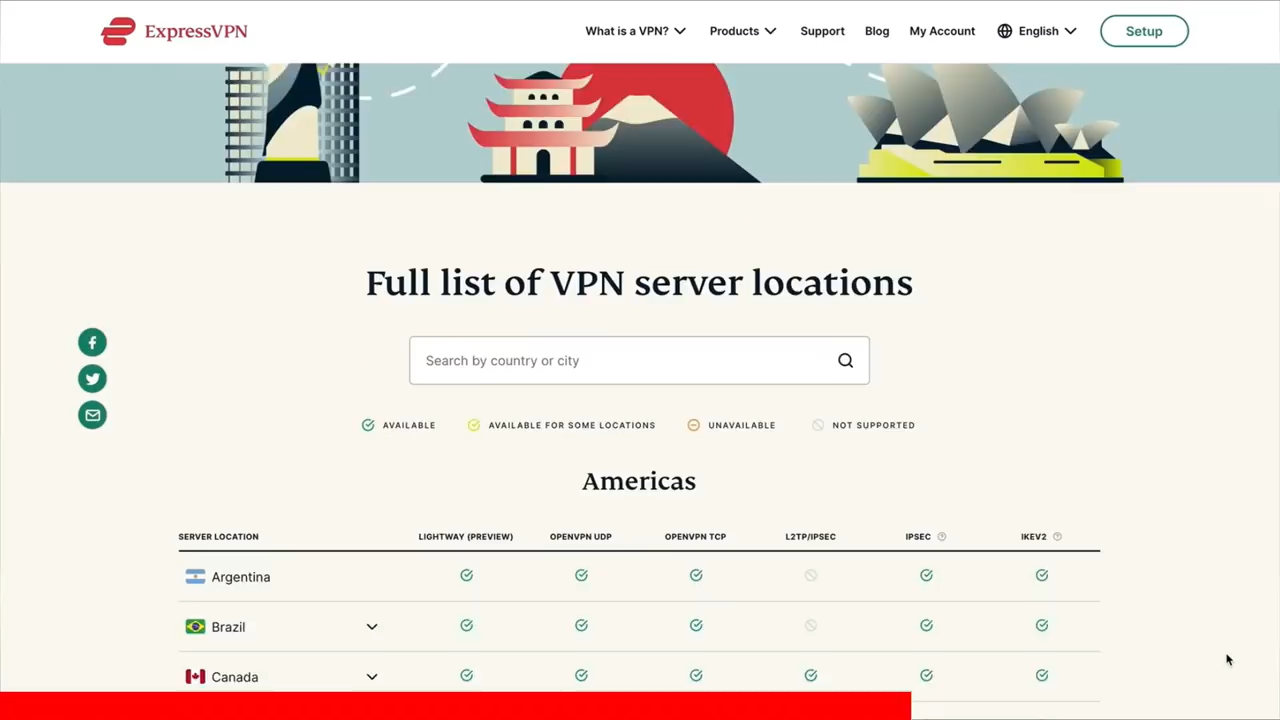 ExpressVPN
What is a VPN? Products Support Blog My Account English Setup
Full list of VPN server locations
Search by country or city
AVAILABLE AVAILABLE FOR SOME LOCATIONS UNAVAILABLE NOT SUPPORTED
Americas
SERVER LOCATION LIGHTWAY (PREVIEW) OPENVPN UDP OPENVPN TCP L2TP/IPSEC IPSEC IKEV2
Argentina
Brazil
Canada